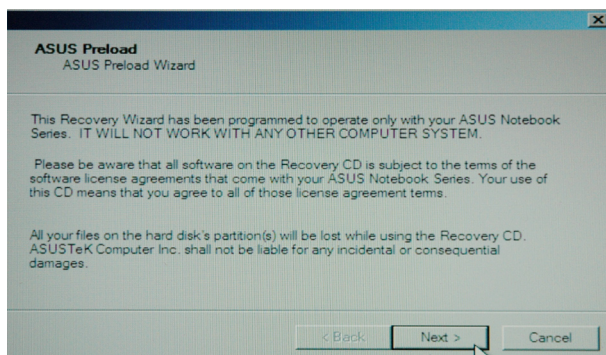 ASUS Preload
ASUS Preload Wizard
This Recovery Wizard has been programmed to operate only with your ASUS Notebook
Series.  IT WILL NOT WORK WITH ANY OTHER COMPUTER SYSTEM.
Please be aware that all software on the Recovery CD is subject to the terms of the
software license agreements that come with your ASUS Notebook Series. Your use of
this CD means that you agree to all of those license agreement terms.
All your files on the hard disk's partition(s) will be lost while using the Recovery CD.
ASUSTeK Computer Inc. shall not be liable for any incidental or consequential
damages.
< Back
Next >
Cancel